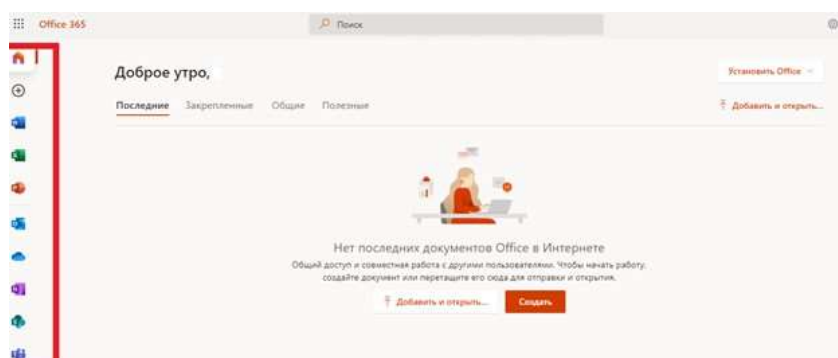 Office 365
Поиск
Доброе утро,
Установить Office
Последние Закрепленные Общие Полезные
Добавить и открыть...
Нет последних документов Office в Интернете
Общий доступ и совместная работа с другими пользователями. Чтобы начать работу,
создайте документ или перетащите его сюда для отправки и открытия.
Добавить и открыть... Создать